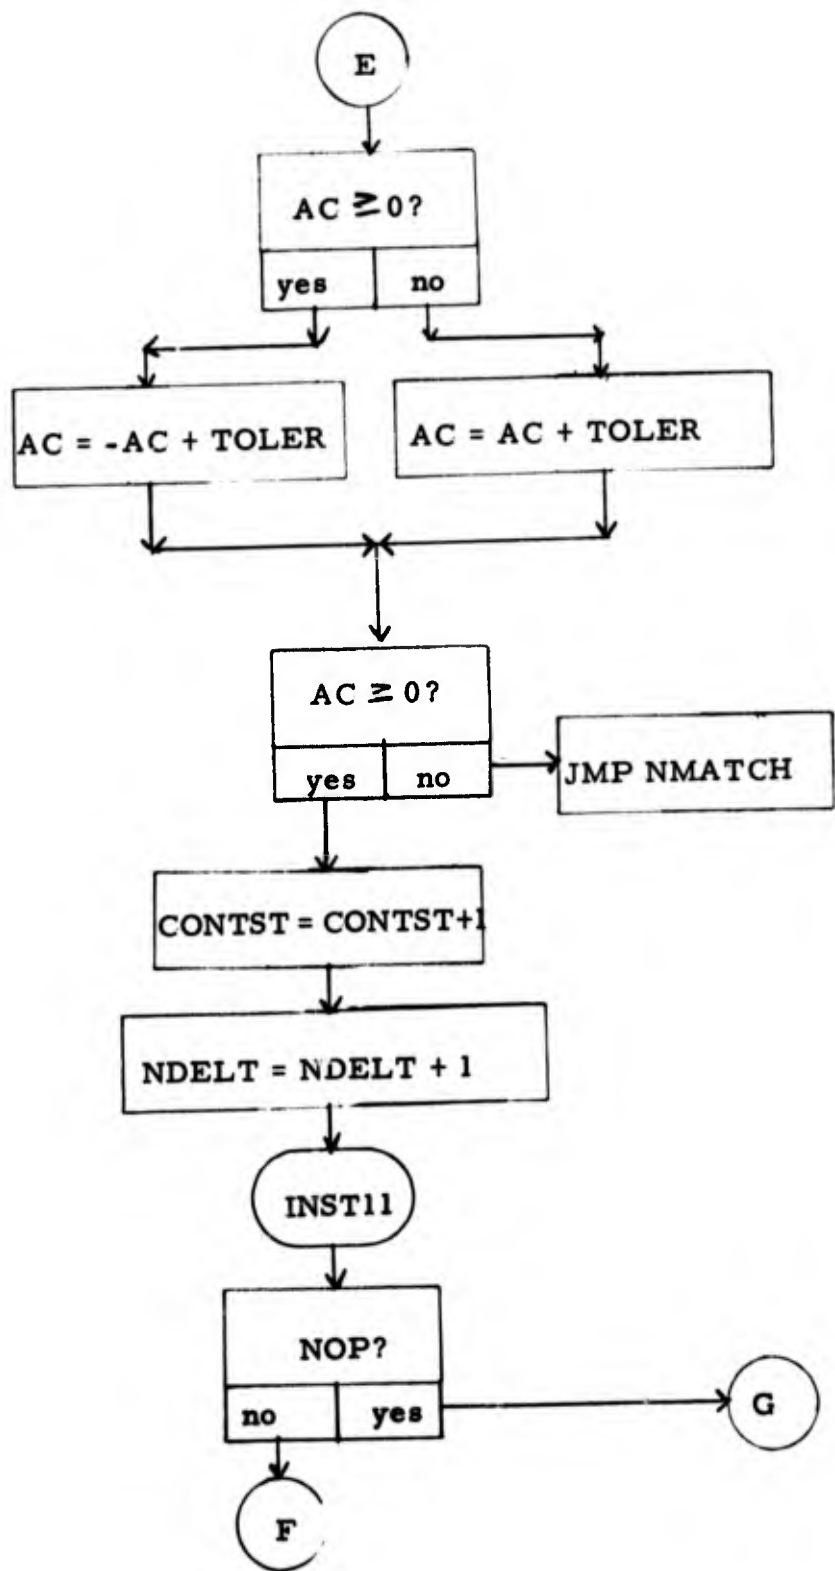 E
AC ≥ 0?
yes no
AC = -AC + TOLER
AC = AC + TOLER
AC ≥ 0?
yes no
JMP NMATCH
CONTST = CONTST+1
NDELT = NDELT + 1
INST11
NOP?
no yes
G
F